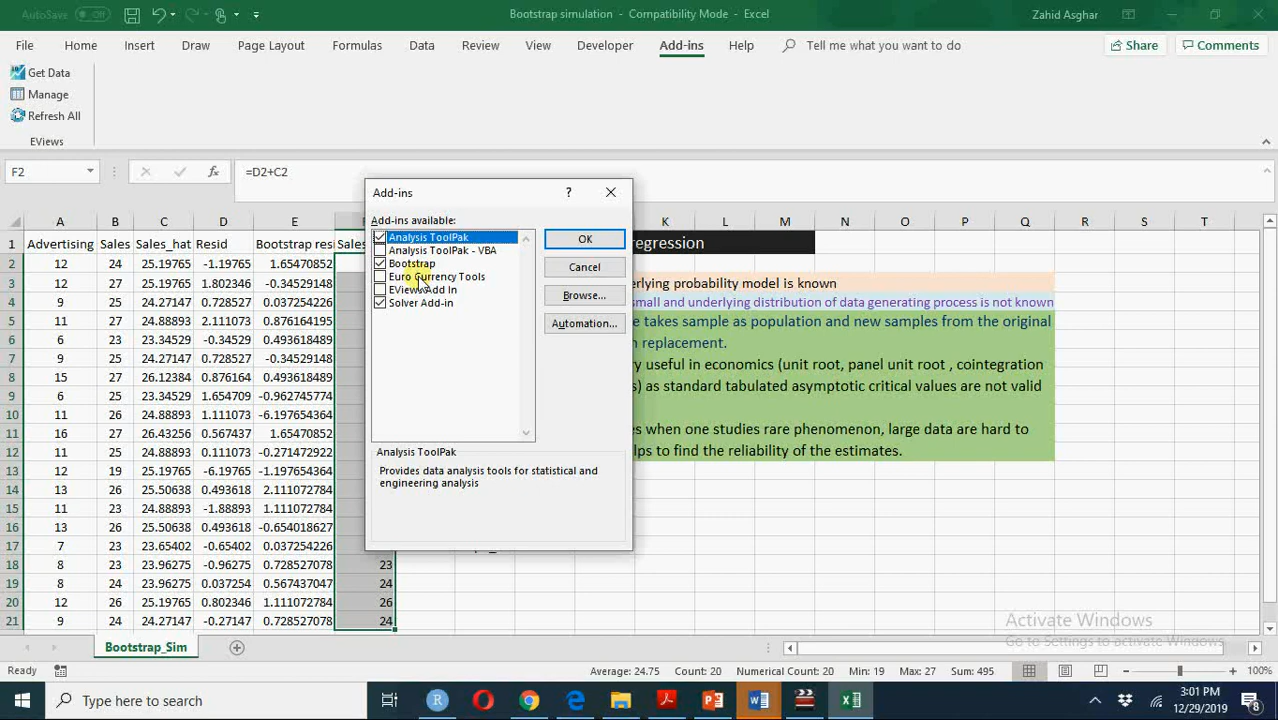 AutoSave Off
Bootstrap simulation - Compatibility Mode - Excel
Zahid Asghar
File Home Insert Draw Page Layout Formulas Data Review View Developer Add-ins Help Tell me what you want to do Share Comments
Get Data
Manage
Refresh All
EViews
F2 fx =D2+C2
Add-ins ?
Add-ins available:
Analysis ToolPak
Analysis ToolPak - VBA
Bootstrap
Euro Currency Tools
EViews Add In
Solver Add-in
OK
Cancel
Browse...
Automation...
Analysis ToolPak
Provides data analysis tools for statistical and
engineering analysis
A B C D E K L M N O P Q R S T
1 Advertising Sales Sales_hat Resid Bootstrap resi Sales regression
2 12 24 25.19765 -1.19765 1.65470852
3 12 27 25.19765 1.802346 -0.34529148 erlying probability model is known
4 9 25 24.27147 0.728527 0.037254226 small and underlying distribution of data generating process is not known
5 11 27 24.88893 2.111073 0.876164195 e takes sample as population and new samples from the original
6 6 23 23.34529 -0.34529 0.493618489 n replacement.
7 9 25 24.27147 0.728527 -0.34529148 ry useful in economics (unit root, panel unit root , cointegration
8 15 27 26.12384 0.876164 0.493618489 s) as standard tabulated asymptotic critical values are not valid
9 6 25 23.34529 1.654709 -0.962745774
10 11 26 24.88893 1.111073 -6.197654364
11 16 27 26.43256 0.567437 1.65470852 es when one studies rare phenomenon, large data are hard to
12 11 25 24.88893 0.111073 -0.271472922 lps to find the reliability of the estimates.
13 12 19 25.19765 -6.19765 -0.34529148
14 13 26 25.50638 0.493618 2.111072784
15 11 23 24.88893 -1.88893 1.111072784
16 13 26 25.50638 0.493618 -0.654018627
17 7 23 23.65402 -0.65402 0.037254226
18 8 23 23.96275 -0.96275 0.728527078 23
19 8 24 23.96275 0.037254 0.567437047 24
20 12 26 25.19765 0.802346 1.111072784 26
21 9 24 24.27147 -0.27147 0.728527078 24
Activate Windows
Go to Settings to activate Windows.
Bootstrap_Sim
Ready Average: 24.75 Count: 20 Numerical Count: 20 Min: 19 Max: 27 Sum: 495 100%
Type here to search
3:01 PM
12/29/2019
8